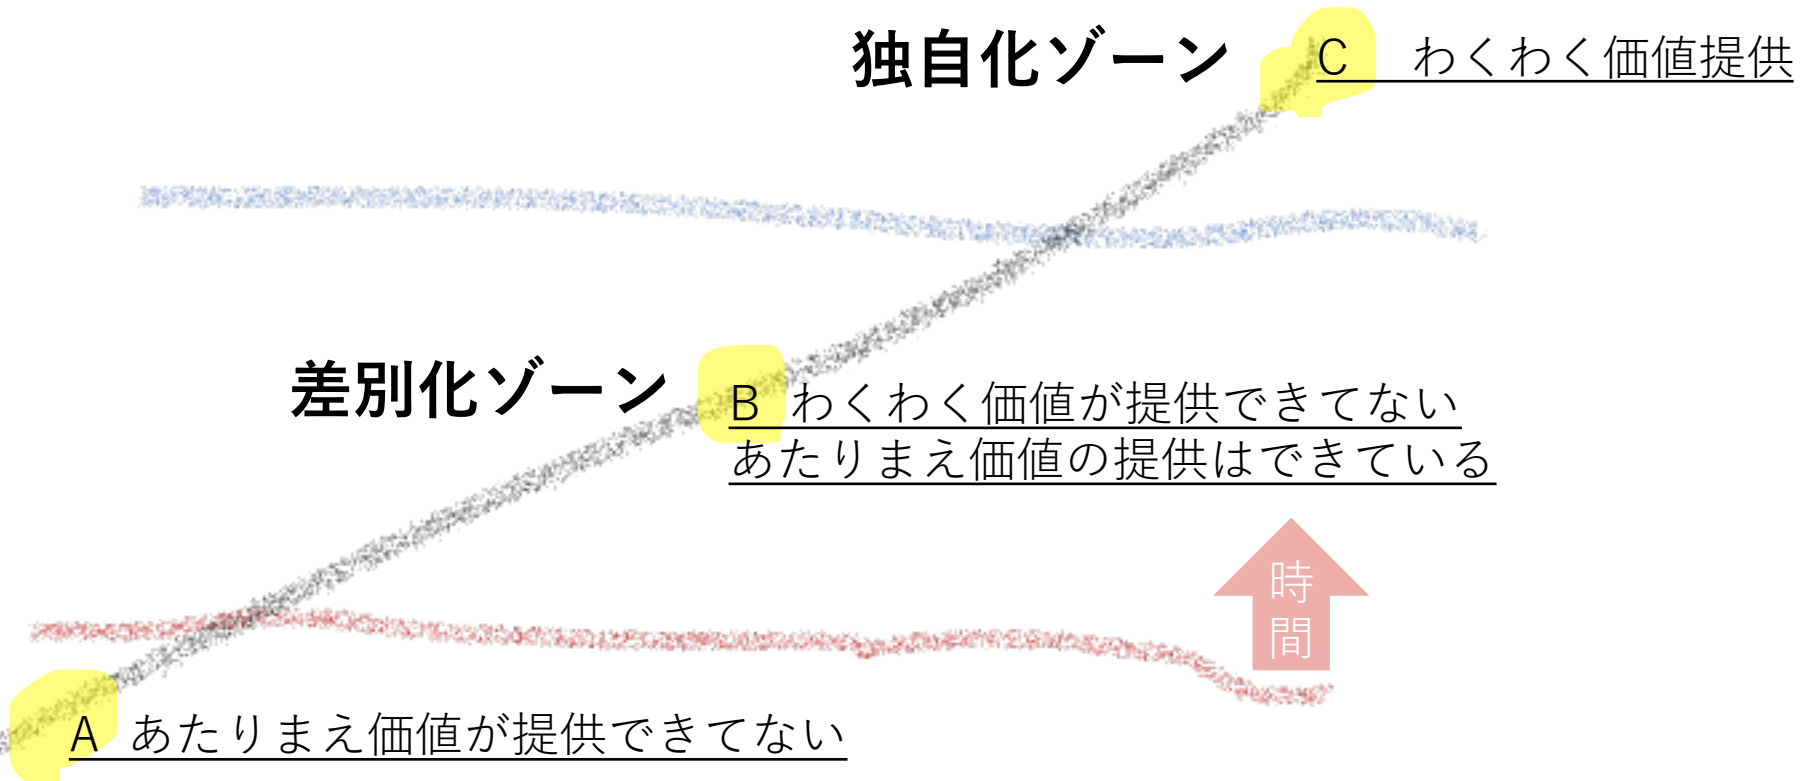 独自化ゾーン
C わくわく価値提供
差別化ゾーン
B わくわく価値が提供できてない
あたりまえ価値の提供はできている
時間
A あたりまえ価値が提供できてない